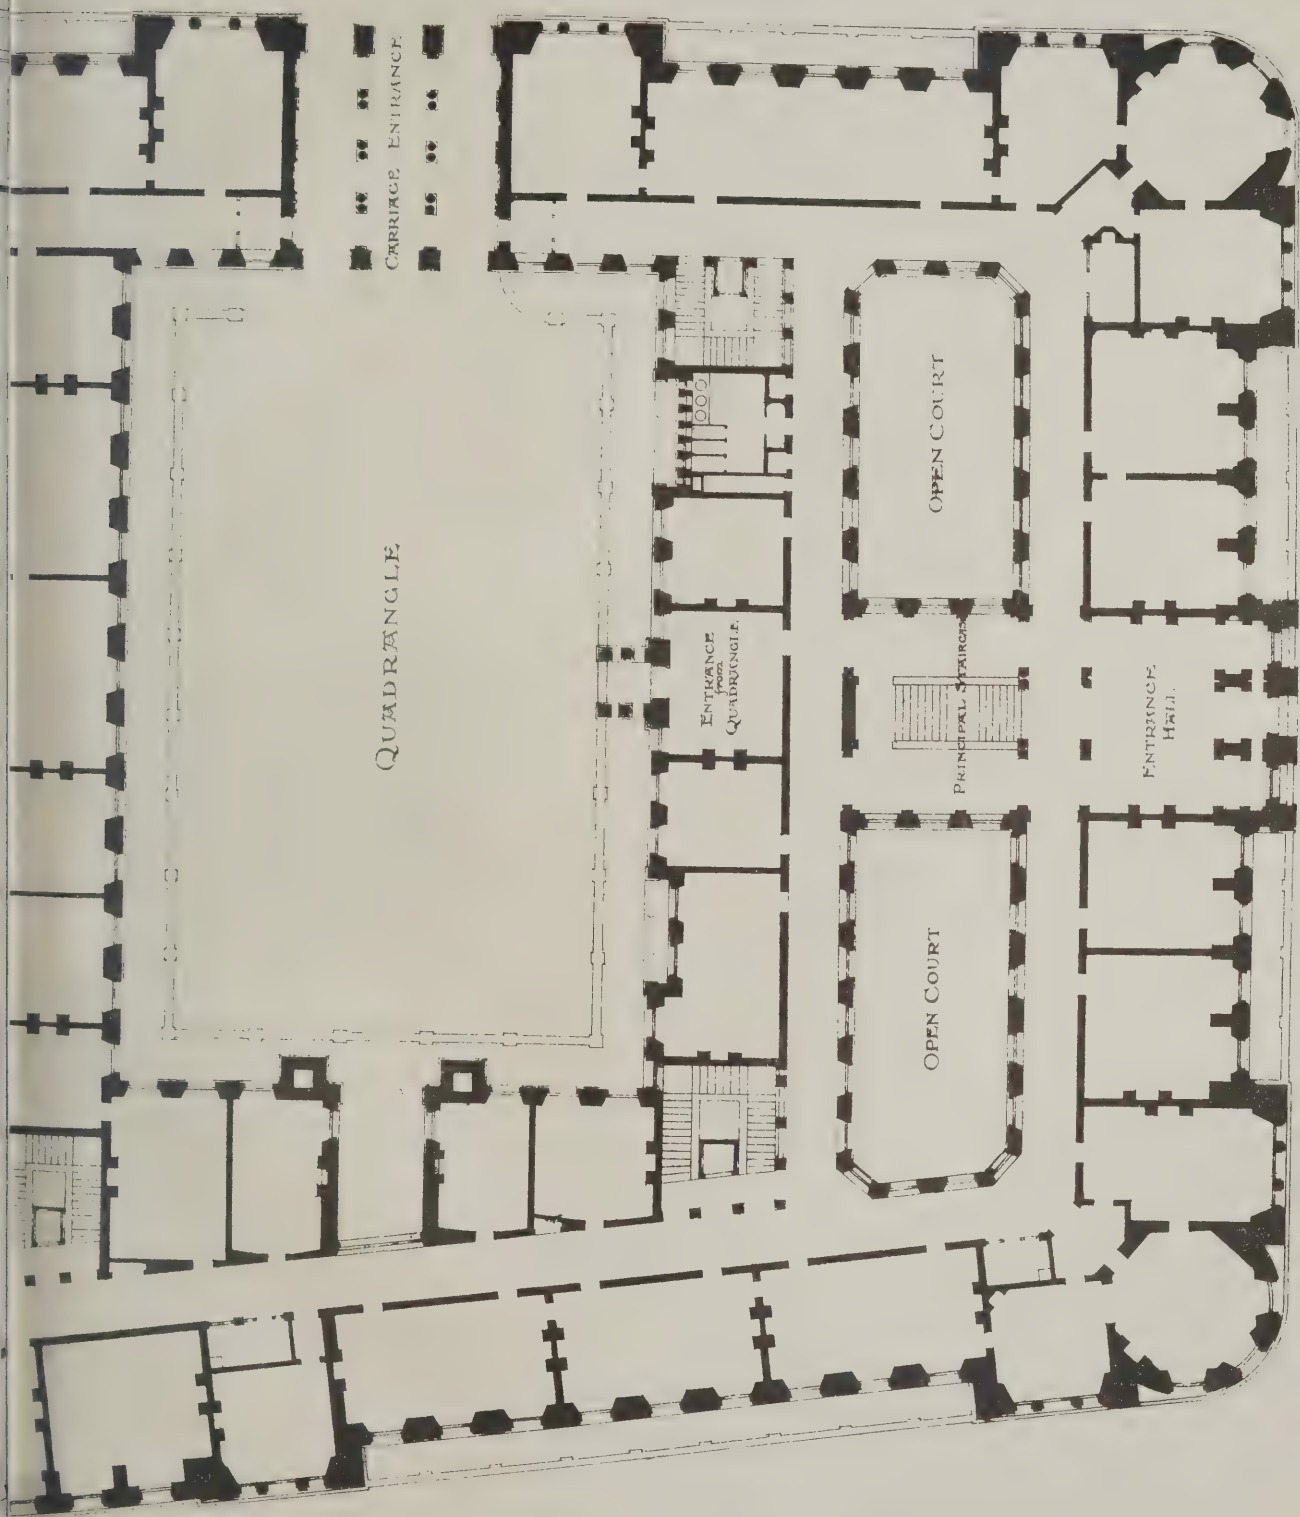 CARRIAGE ENTRANCE
QUADRANGLE
OPEN COURT
ENTRANCE
from
QUADRANGLE.
PRINCIPAL STAIRCASE
ENTRANCE
HALL.
OPEN COURT